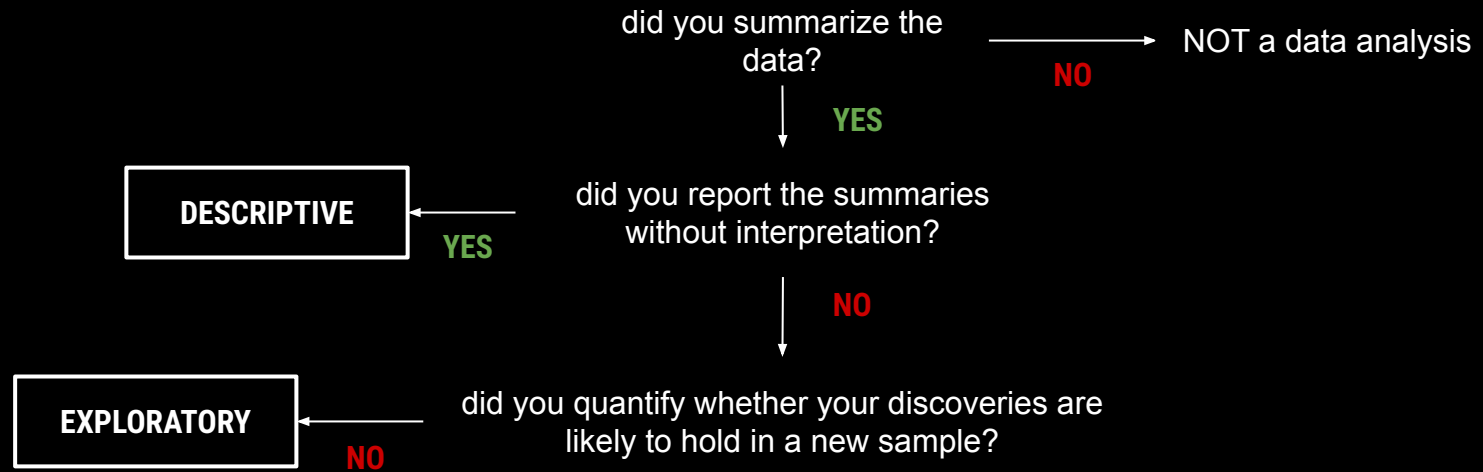 did you summarize the
data?
NO
NOT a data analysis
YES
DESCRIPTIVE
YES
did you report the summaries
without interpretation?
NO
EXPLORATORY
NO
did you quantify whether your discoveries are
likely to hold in a new sample?